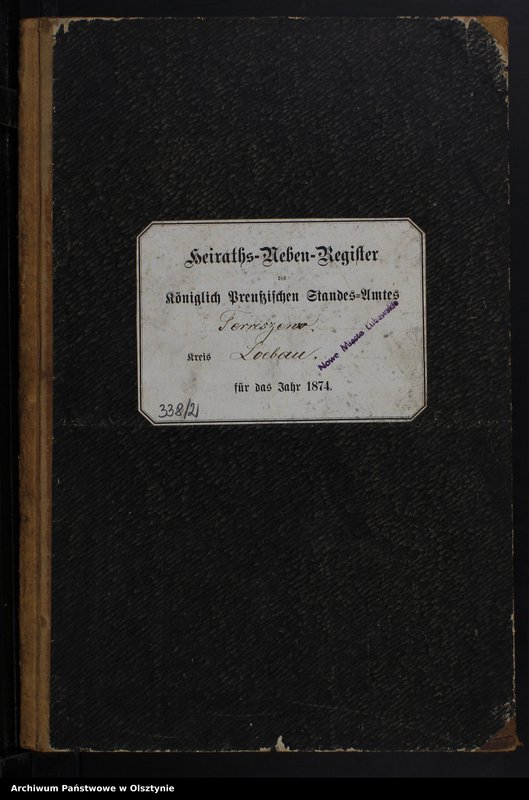 Heiraths-Neben-Register
des
Königlich Preußischen Standes-Amtes
Terreszewo.
Kreis Loebau.
Nowe Miasto Lubawskie
für das Jahr 1874.
338/21
Archiwum Państwowe w Olsztynie